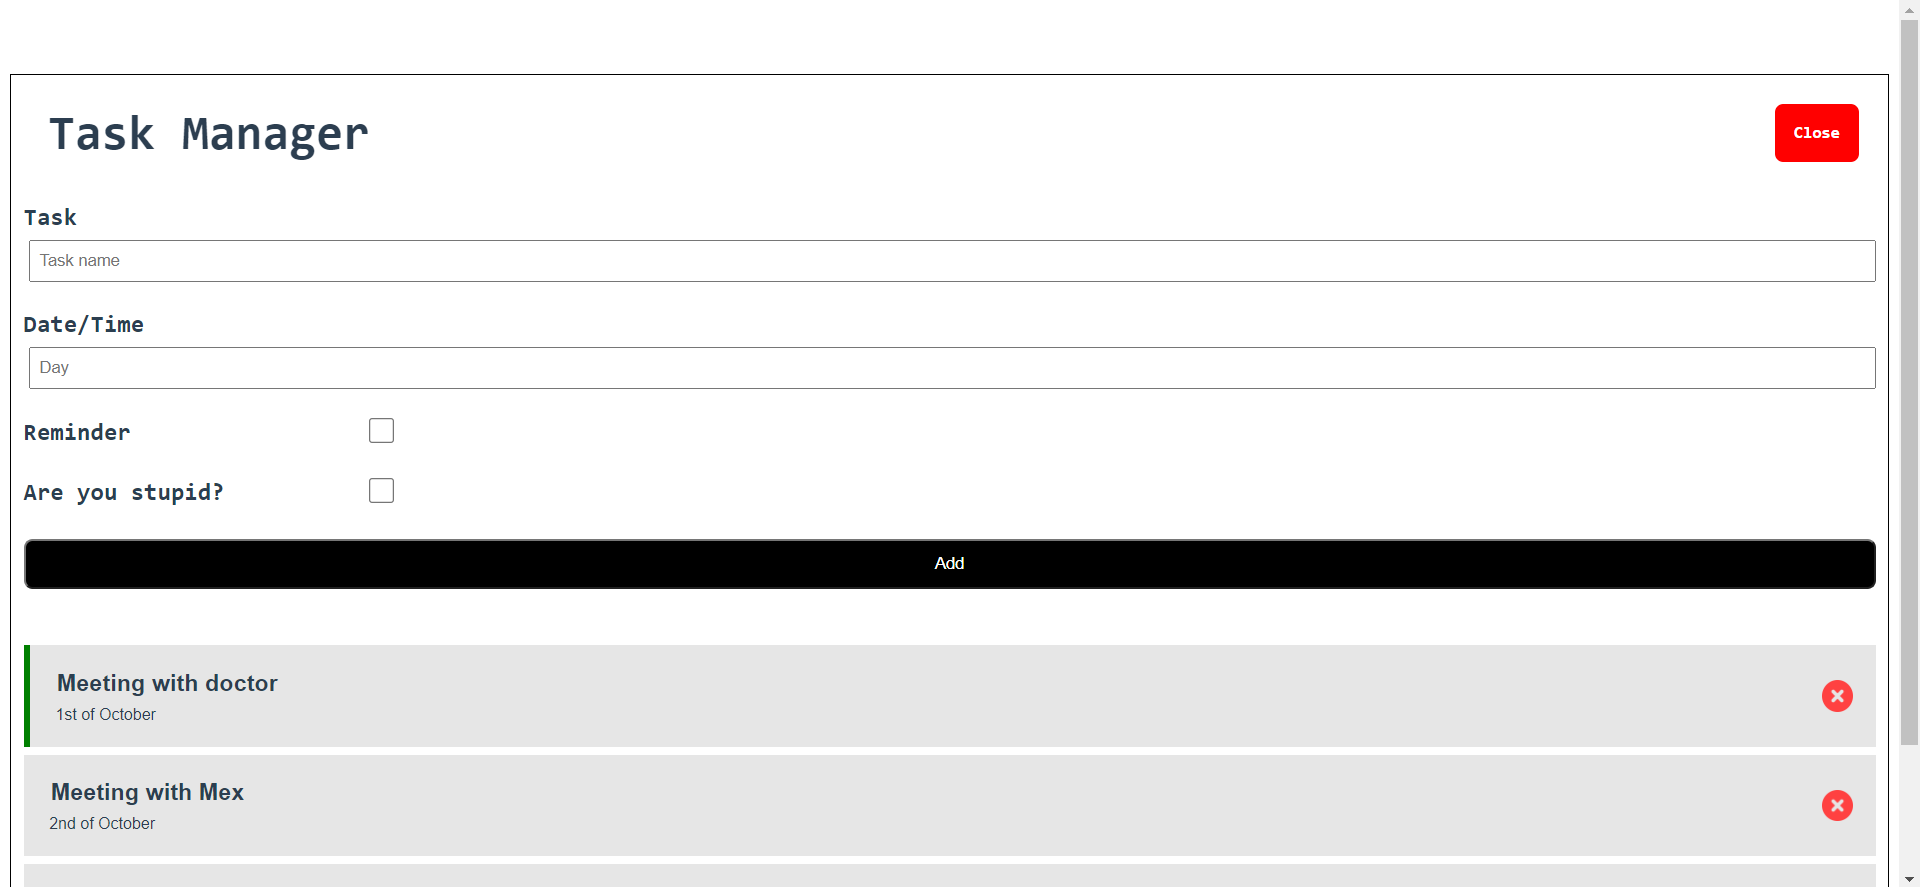 Task Manager
Close
Task
Task name
Date/Time
Day
Reminder
Are you stupid?
Add
Meeting with doctor
1st of October
Meeting with Mex
2nd of October